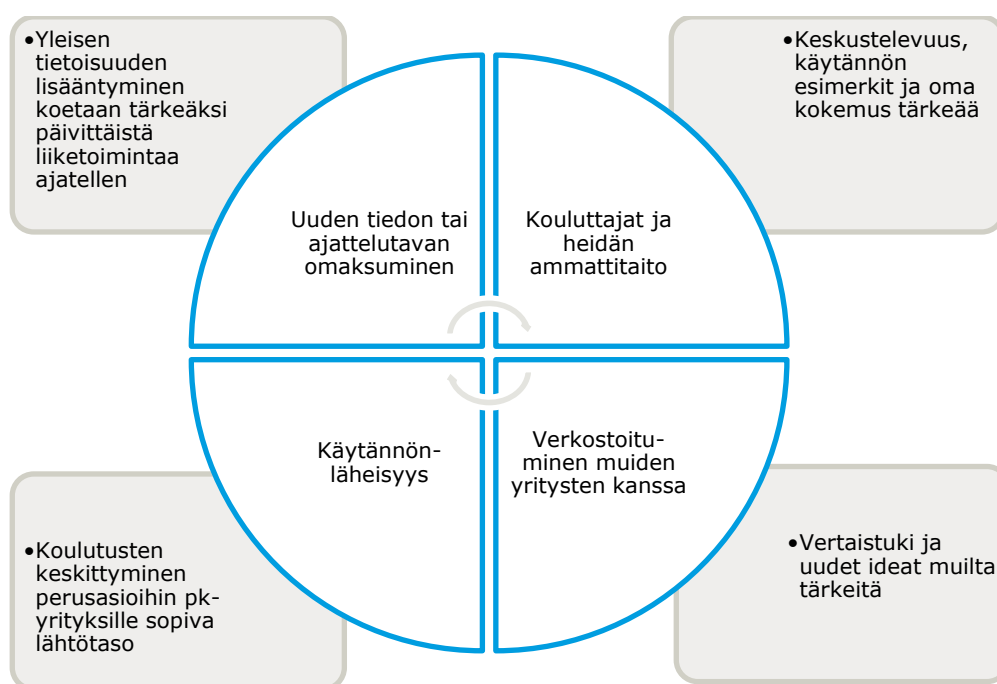 •Yleisen
tietoisuuden
lisääntyminen
koetaan tärkeäksi
päivittäistä
liiketoimintaa
ajatellen
•Keskustelevuus,
käytännön
esimerkit ja oma
kokemus tärkeää
Uuden tiedon tai
ajattelutavan
omaksuminen
Kouluttajat ja
heidän
ammattitaito
Käytännön-
läheisyys
Verkostoitu-
minen muiden
yritysten kanssa
•Koulutusten
keskittyminen
perusasioihin pk-
yrityksille sopiva
lähtötaso
•Vertaistuki ja
uudet ideat muilta
tärkeitä